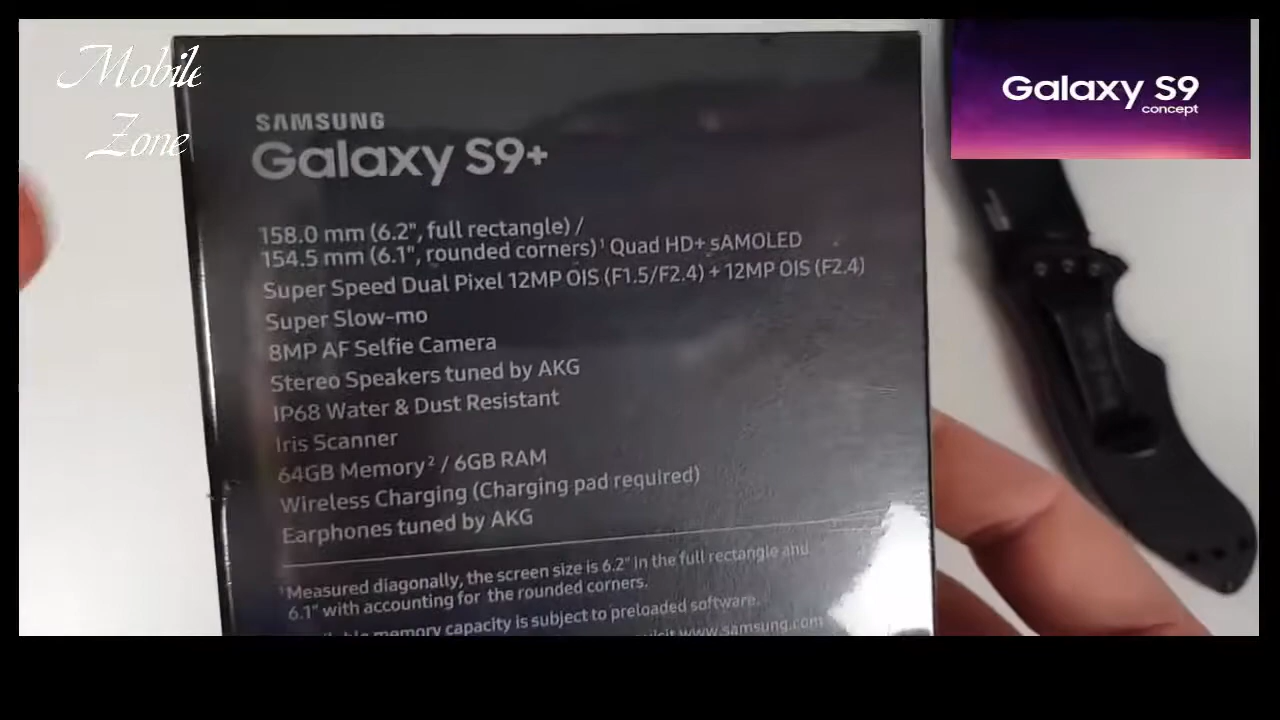 Mobile
Zone
Galaxy S9
concept
SAMSUNG
Galaxy S9+
158.0 mm (6.2", full rectangle) /
154.5 mm (6.1", rounded corners)¹ Quad HD+ sAMOLED
Super Speed Dual Pixel 12MP OIS (F1.5/F2.4) + 12MP OIS (F2.4)
Super Slow-mo
8MP AF Selfie Camera
Stereo Speakers tuned by AKG
IP68 Water & Dust Resistant
Iris Scanner
64GB Memory² / 6GB RAM
Wireless Charging (Charging pad required)
Earphones tuned by AKG
¹Measured diagonally, the screen size is 6.2" in the full rectangle and
6.1" with accounting for the rounded corners.
memory capacity is subject to preloaded software.
www.samsung.com